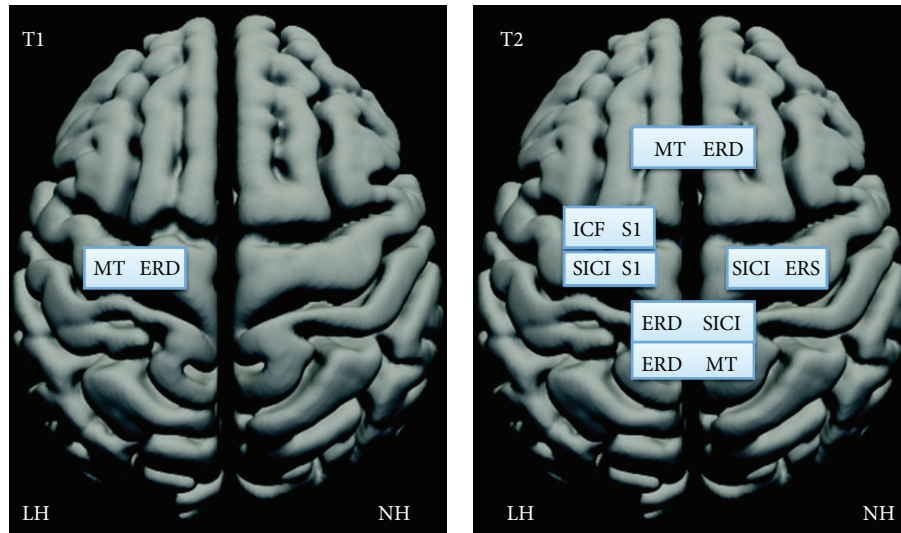 T1
MT ERD
LH NH
T2
MT ERD
ICF S1
SICI S1
SICI ERS
ERD SICI
ERD MT
LH NH